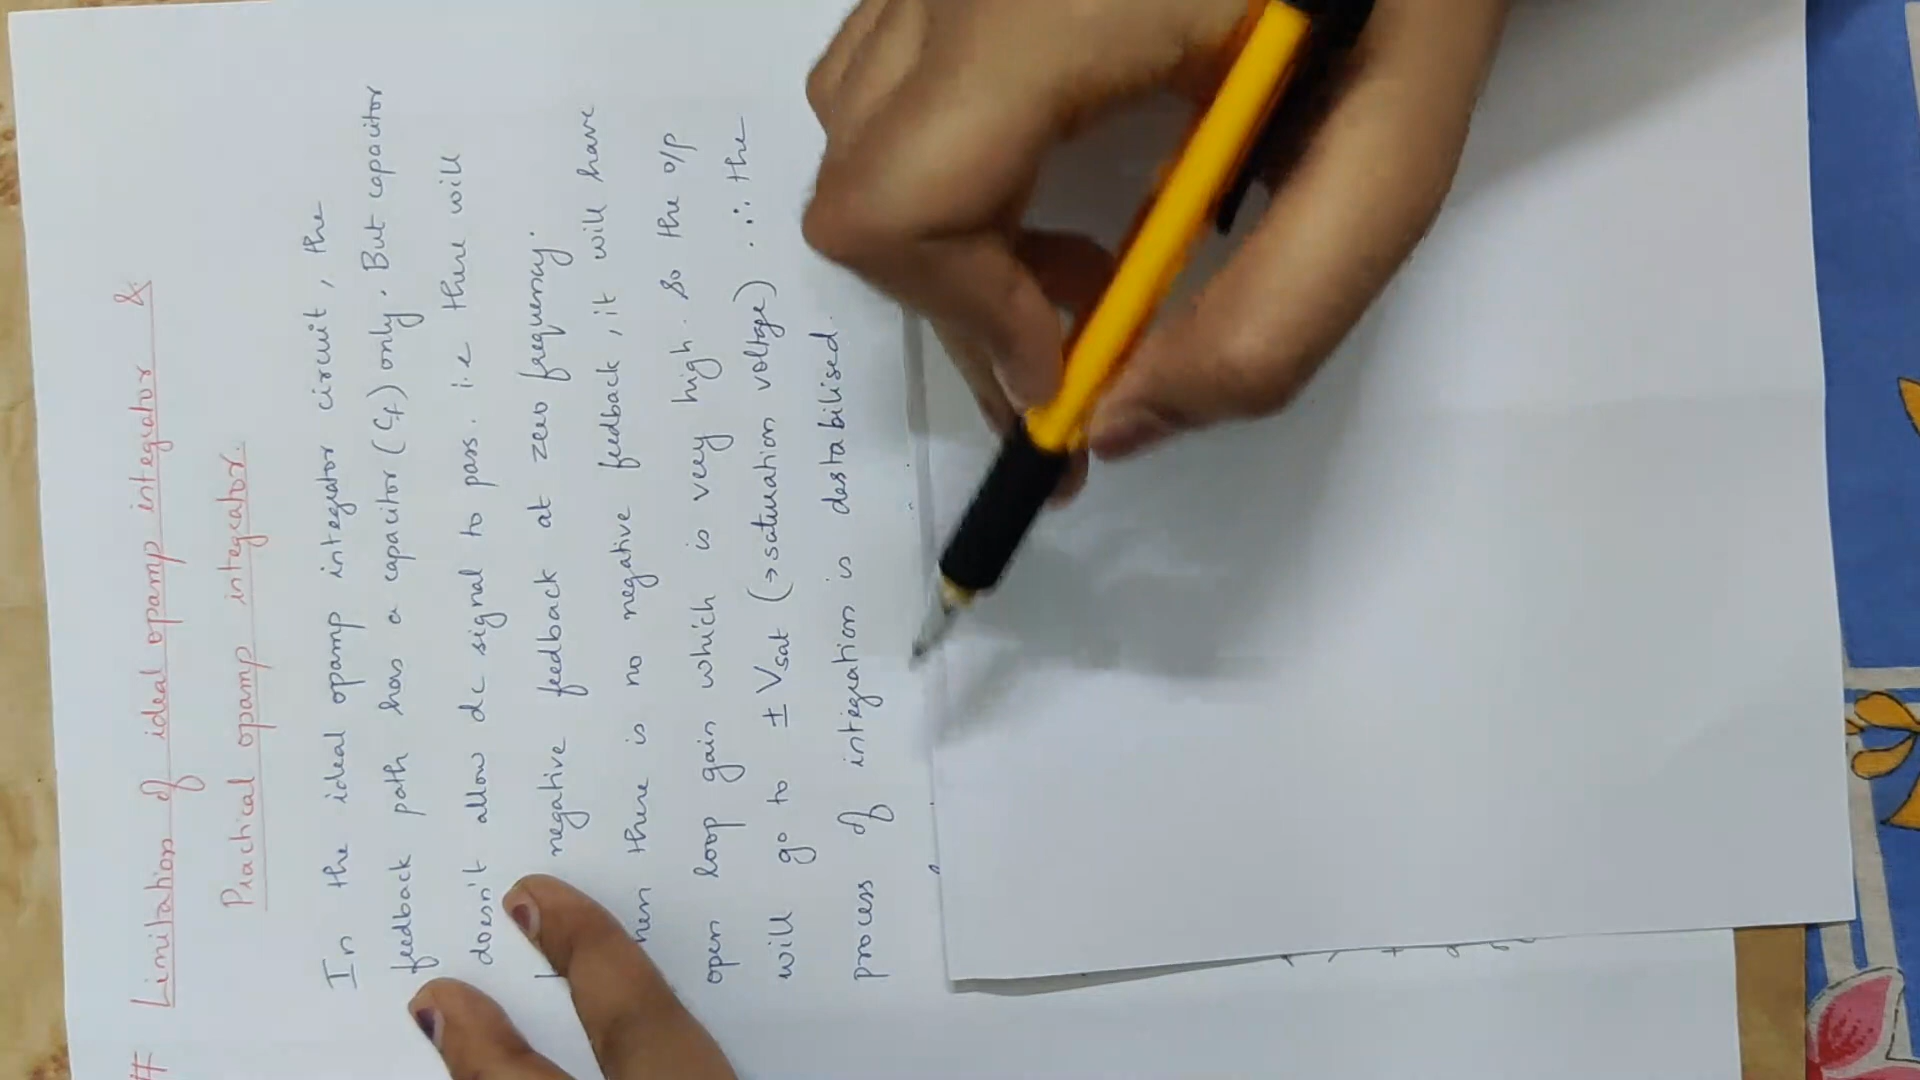 # Limitation of ideal opamp integrator &
Practical opamp integrator.
In the ideal opamp integrator circuit, the
feedback path has a capacitor (Cf) only. But capacitor
doesn't allow dc signal to pass. i.e there will
negative feedback at zero frequency.
hen there is no negative feedback, it will have
open loop gain which is very high. So the o/p
will go to ± Vsat (→saturation voltage) . ∴ the
process of integration is destabilised.